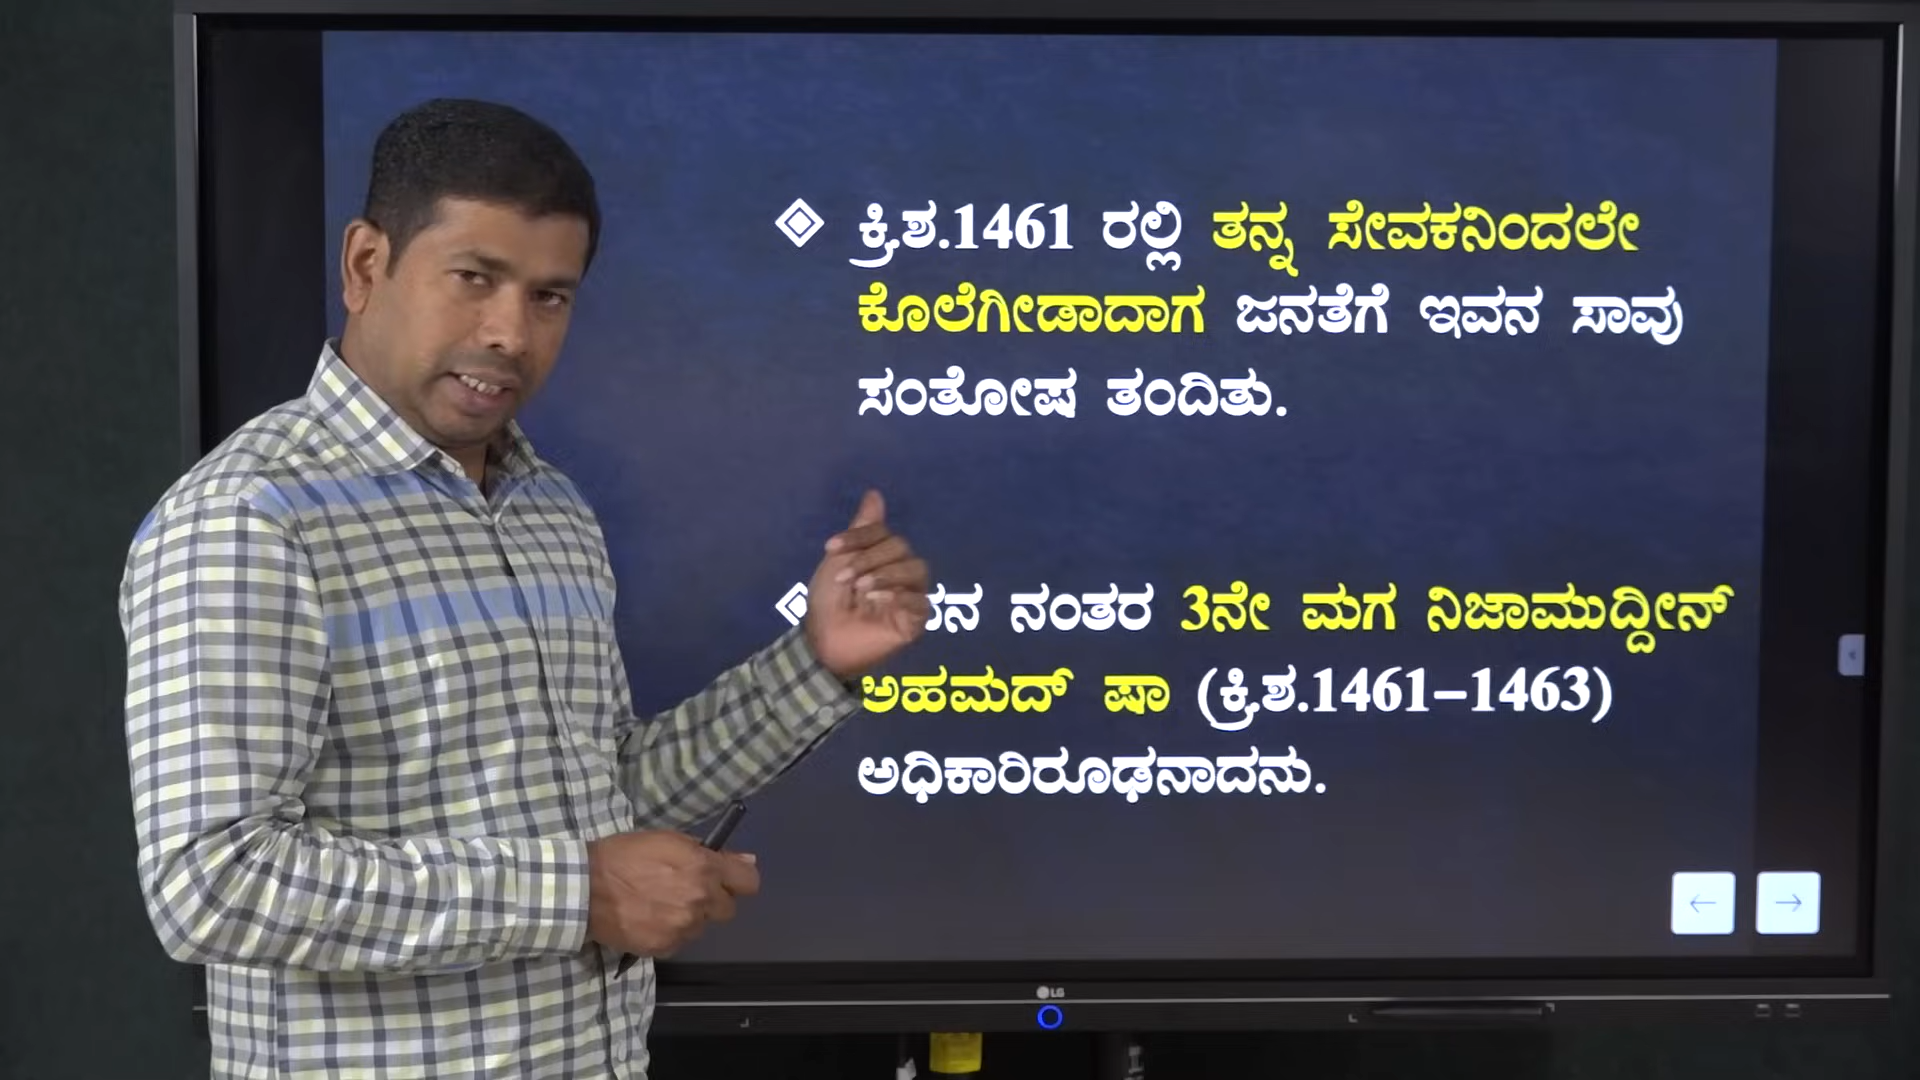 ಕ್ರಿ.ಶ.1461 ರಲ್ಲಿ ತನ್ನ ಸೇವಕನಿಂದಲೇ
ಕೊಲೆಗೀಡಾದಾಗ ಜನತೆಗೆ ಇವನ ಸಾವು
ಸಂತೋಷ ತಂದಿತು.
ನಂತರ 3ನೇ ಮಗ ನಿಜಾಮುದ್ದೀನ್
ಅಹಮದ್ ಷಾ (ಕ್ರಿ.ಶ.1461–1463)
ಅಧಿಕಾರಿರೂಢನಾದನು.
LG